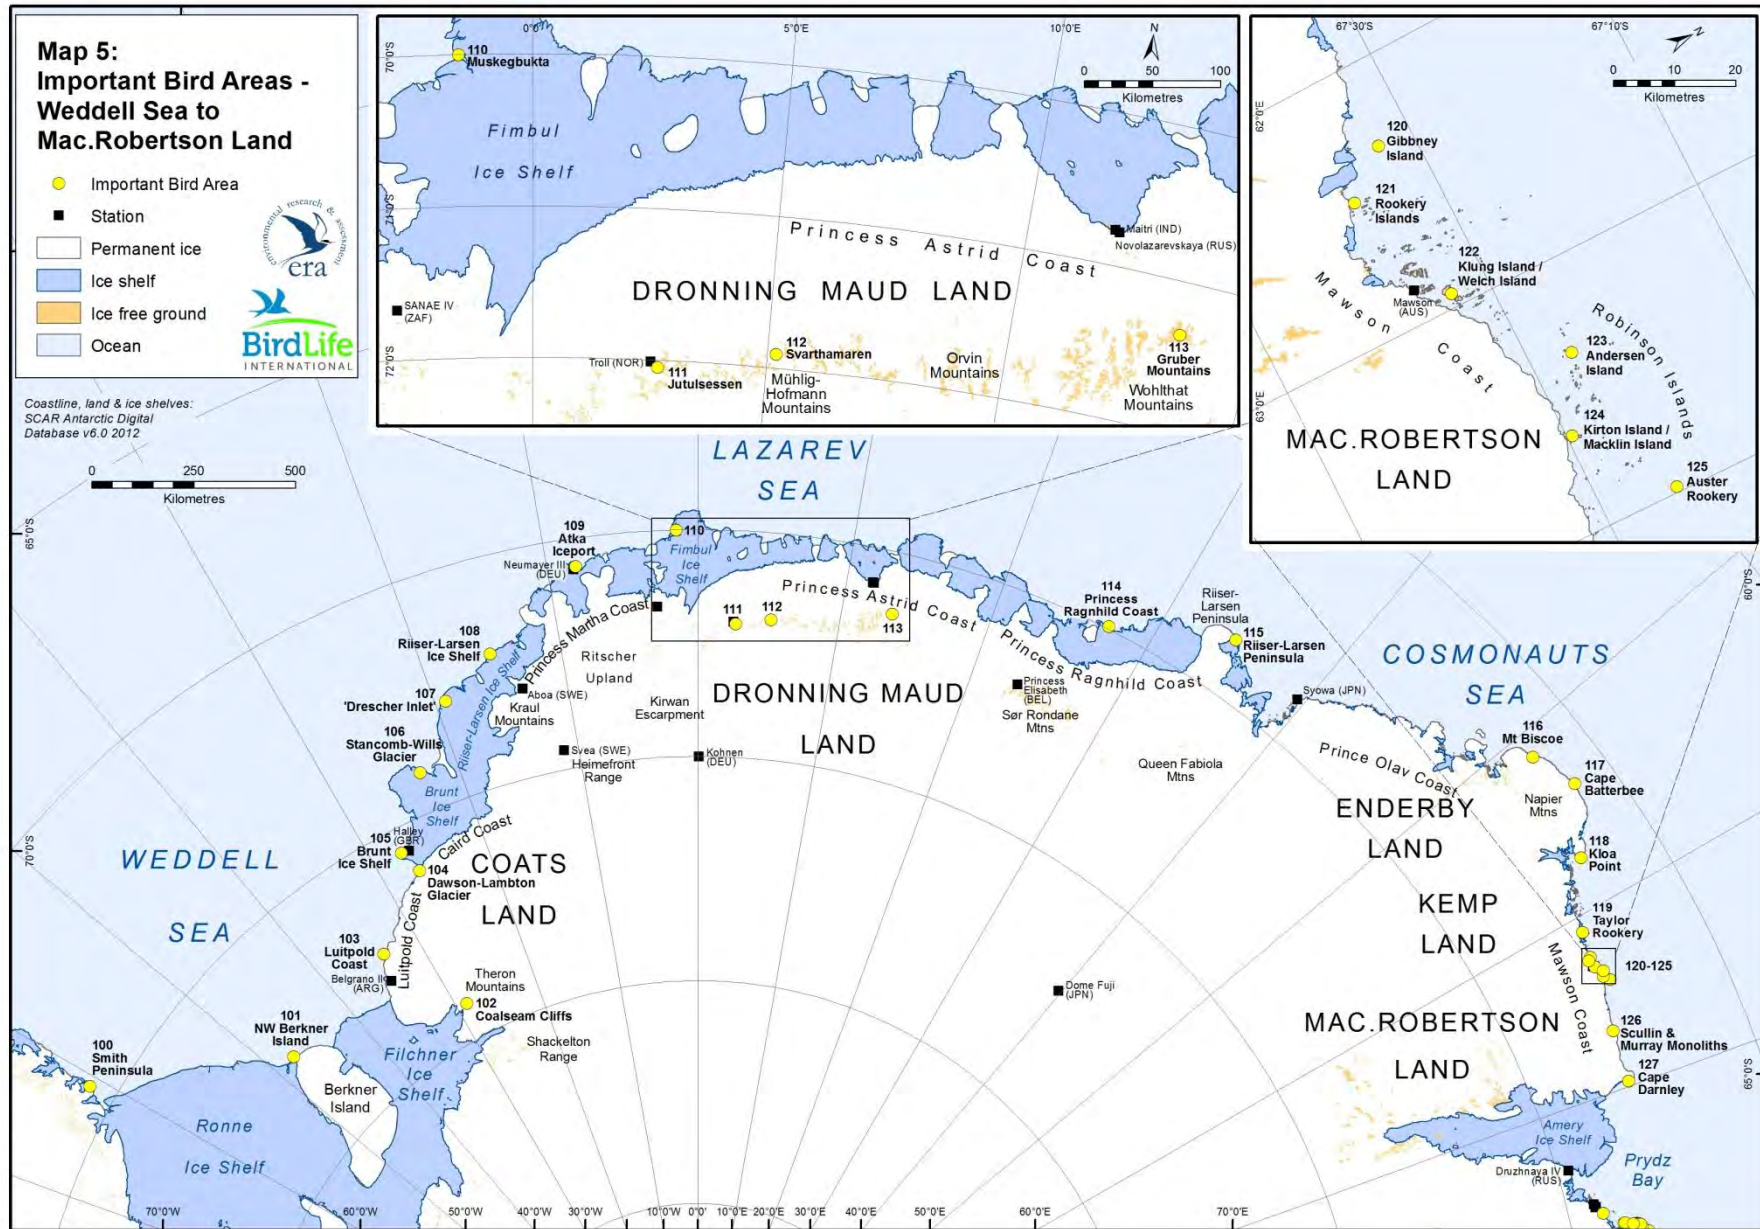 Map 5:
Important Bird Areas -
Weddell Sea to
Mac.Robertson Land
Important Bird Area
Station
Permanent ice
Ice shelf
Ice free ground
Ocean
environmental research & assessment
era
BirdLife
INTERNATIONAL
Coastline, land & ice shelves:
SCAR Antarctic Digital
Database v6.0 2012
0 250 500
Kilometres
0°0'
5°0'E
10°0'E
70°0'S
71°0'S
72°0'S
N
0 50 100
Kilometres
110
Muskegbukta
Fimbul
Ice Shelf
Princess Astrid Coast
Maitri (IND)
Novolazarevskaya (RUS)
DRONNING MAUD LAND
SANAE IV
(ZAF)
Troll (NOR)
111
Jutulsessen
112
Svarthamaren
Mühlig-
Hofmann
Mountains
Orvin
Mountains
113
Gruber
Mountains
Wohlthat
Mountains
67°30'S
67°10'S
62°0'E
63°0'E
N
0 10 20
Kilometres
120
Gibbney
Island
121
Rookery
Islands
122
Klung Island /
Welch Island
Mawson
(AUS)
Mawson Coast
Robinson Islands
123
Andersen
Island
124
Kirton Island /
Macklin Island
125
Auster
Rookery
MAC.ROBERTSON
LAND
LAZAREV
SEA
65°0'S
70°0'S
60°0'S
65°0'S
109
Atka
Iceport
Neumayer III
(DEU)
110
Fimbul
Ice
Shelf
111
112
113
Princess Astrid Coast
Princess Martha Coast
108
Riiser-Larsen
Ice Shelf
107
'Drescher Inlet'
106
Stancomb-Wills
Glacier
Riiser-Larsen Ice Shelf
Aboa (SWE)
Kraul
Mountains
Ritscher
Upland
Kirwan
Escarpment
Svea (SWE)
Heimefront
Range
Kohnen
(DEU)
DRONNING MAUD
LAND
114
Princess
Ragnhild Coast
Princess Ragnhild Coast
Princess
Elisabeth
(BEL)
Sør Rondane
Mtns
Riiser-
Larsen
Peninsula
115
Riiser-Larsen
Peninsula
Syowa (JPN)
COSMONAUTS
SEA
Queen Fabiola
Mtns
Prince Olav Coast
116
Mt Biscoe
117
Cape
Batterbee
Napier
Mtns
ENDERBY
LAND
118
Kloa
Point
KEMP
LAND
119
Taylor
Rookery
120-125
Mawson Coast
126
Scullin &
Murray Monoliths
127
Cape
Darnley
MAC.ROBERTSON
LAND
Amery
Ice Shelf
Druzhnaya IV
(RUS)
Prydz
Bay
Dome Fuji
(JPN)
Brunt
Ice
Shelf
Halley
(GBR)
105
Brunt
Ice Shelf
Caird Coast
104
Dawson-Lambton
Glacier
COATS
LAND
WEDDELL
SEA
Luitpold Coast
103
Luitpold
Coast
Belgrano II
(ARG)
Theron
Mountains
102
Coalseam Cliffs
Shackelton
Range
101
NW Berkner
Island
Filchner
Ice
Shelf
Berkner
Island
100
Smith
Peninsula
Ronne
Ice Shelf
70°0'W
60°0'W
50°0'W
40°0'W
30°0'W
20°0'W
10°0'W
0°0'
10°0'E
20°0'E
30°0'E
40°0'E
50°0'E
60°0'E
70°0'E